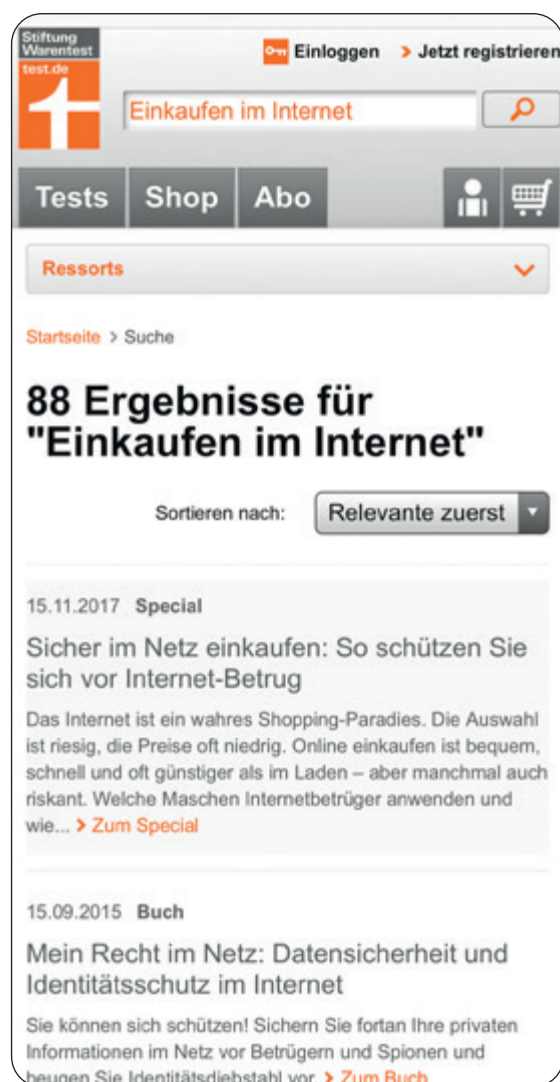 Stiftung
Warentest
test.de
Einloggen > Jetzt registrieren
Einkaufen im Internet
Tests Shop Abo
Ressorts
Startseite > Suche
88 Ergebnisse für
"Einkaufen im Internet"
Sortieren nach: Relevante zuerst
15.11.2017 Special
Sicher im Netz einkaufen: So schützen Sie
sich vor Internet-Betrug
Das Internet ist ein wahres Shopping-Paradies. Die Auswahl
ist riesig, die Preise oft niedrig. Online einkaufen ist bequem,
schnell und oft günstiger als im Laden – aber manchmal auch
riskant. Welche Maschen Internetbetrüger anwenden und
wie... > Zum Special
15.09.2015 Buch
Mein Recht im Netz: Datensicherheit und
Identitätsschutz im Internet
Sie können sich schützen! Sichern Sie fortan Ihre privaten
Informationen im Netz vor Betrügern und Spionen und
beugen Sie Identitätsdiebstahl vor. > Zum Buch